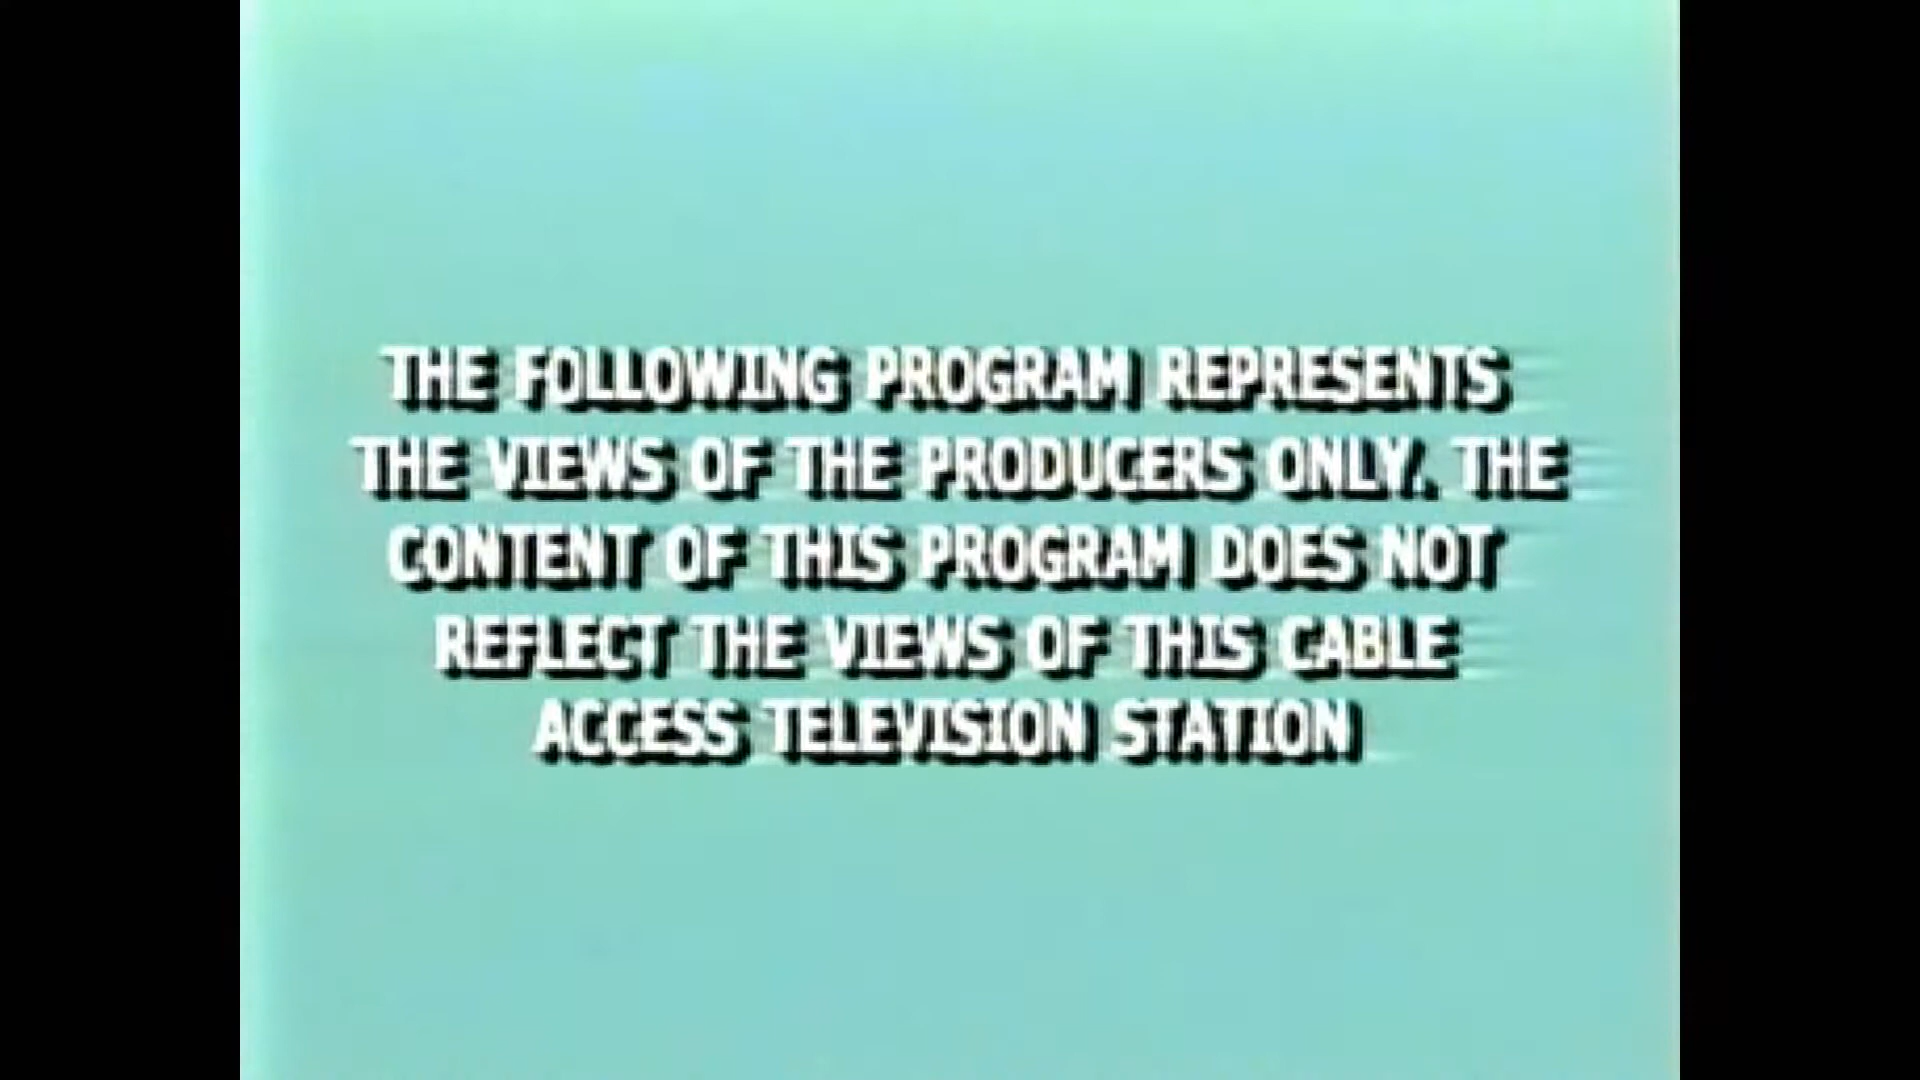 THE FOLLOWING PROGRAM REPRESENTS
THE VIEWS OF THE PRODUCERS ONLY. THE
CONTENT OF THIS PROGRAM DOES NOT
REFLECT THE VIEWS OF THIS CABLE
ACCESS TELEVISION STATION